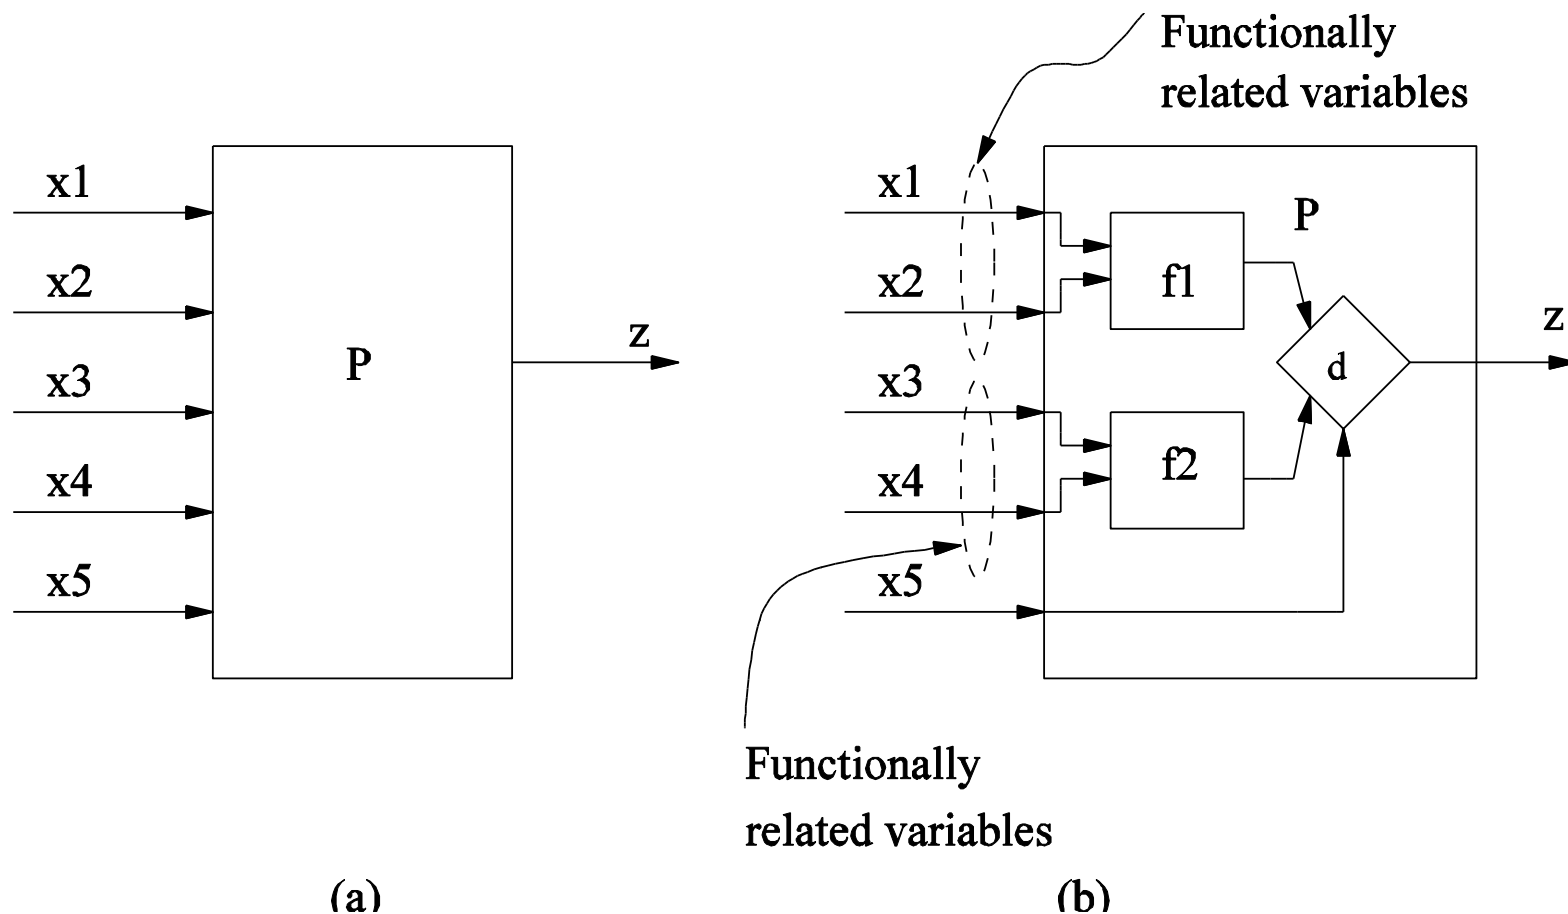 x1
x2
x3
x4
x5
P
z
(a)
Functionally
related variables
x1
x2
x3
x4
x5
P
f1
f2
d
z
Functionally
related variables
(b)